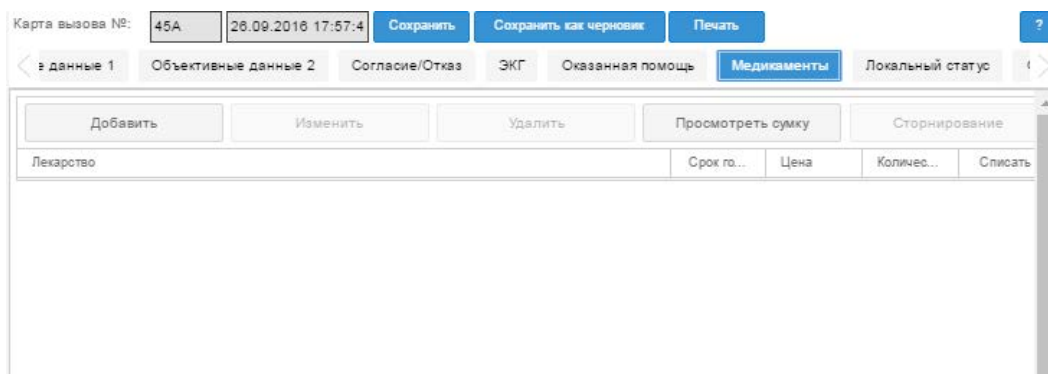 Карта вызова №: 45А 26.09.2016 17:57:4 Сохранить Сохранить как черновик Печать ?
е данные 1 Объективные данные 2 Согласие/Отказ ЭКГ Оказанная помощь Медикаменты Локальный статус
Добавить Изменить Удалить Просмотреть сумку Сторнирование
Лекарство Срок го... Цена Количес... Списать